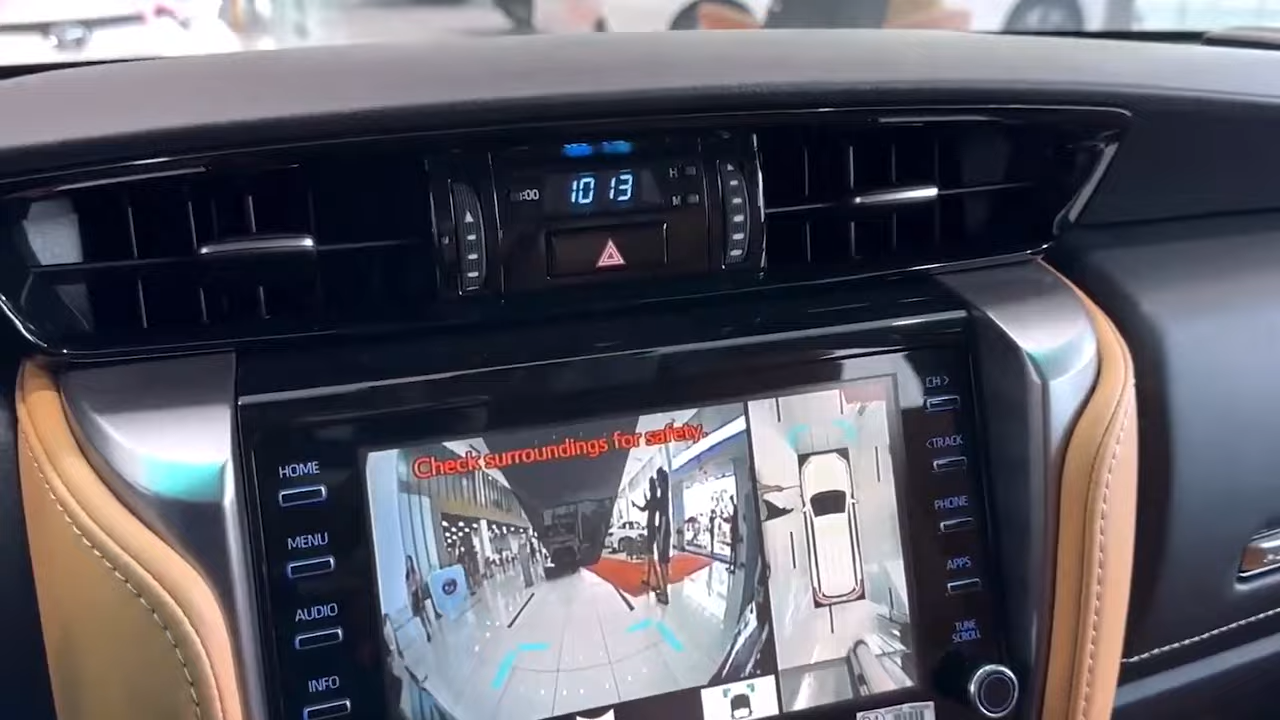 :00
10 13
H
M
CH >
Check surroundings for safety.
< TRACK
HOME
PHONE
MENU
APPS
AUDIO
TUNE
SCROLL
INFO